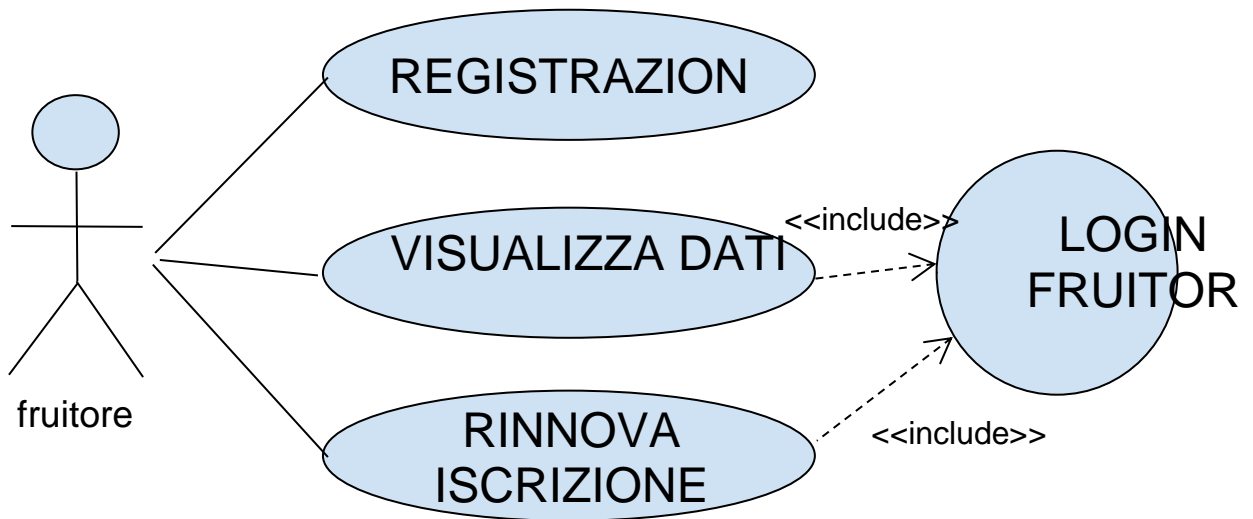 REGISTRAZION
<<include>>
VISUALIZZA DATI
LOGIN
FRUITOR
fruitore
RINNOVA
ISCRIZIONE
<<include>>